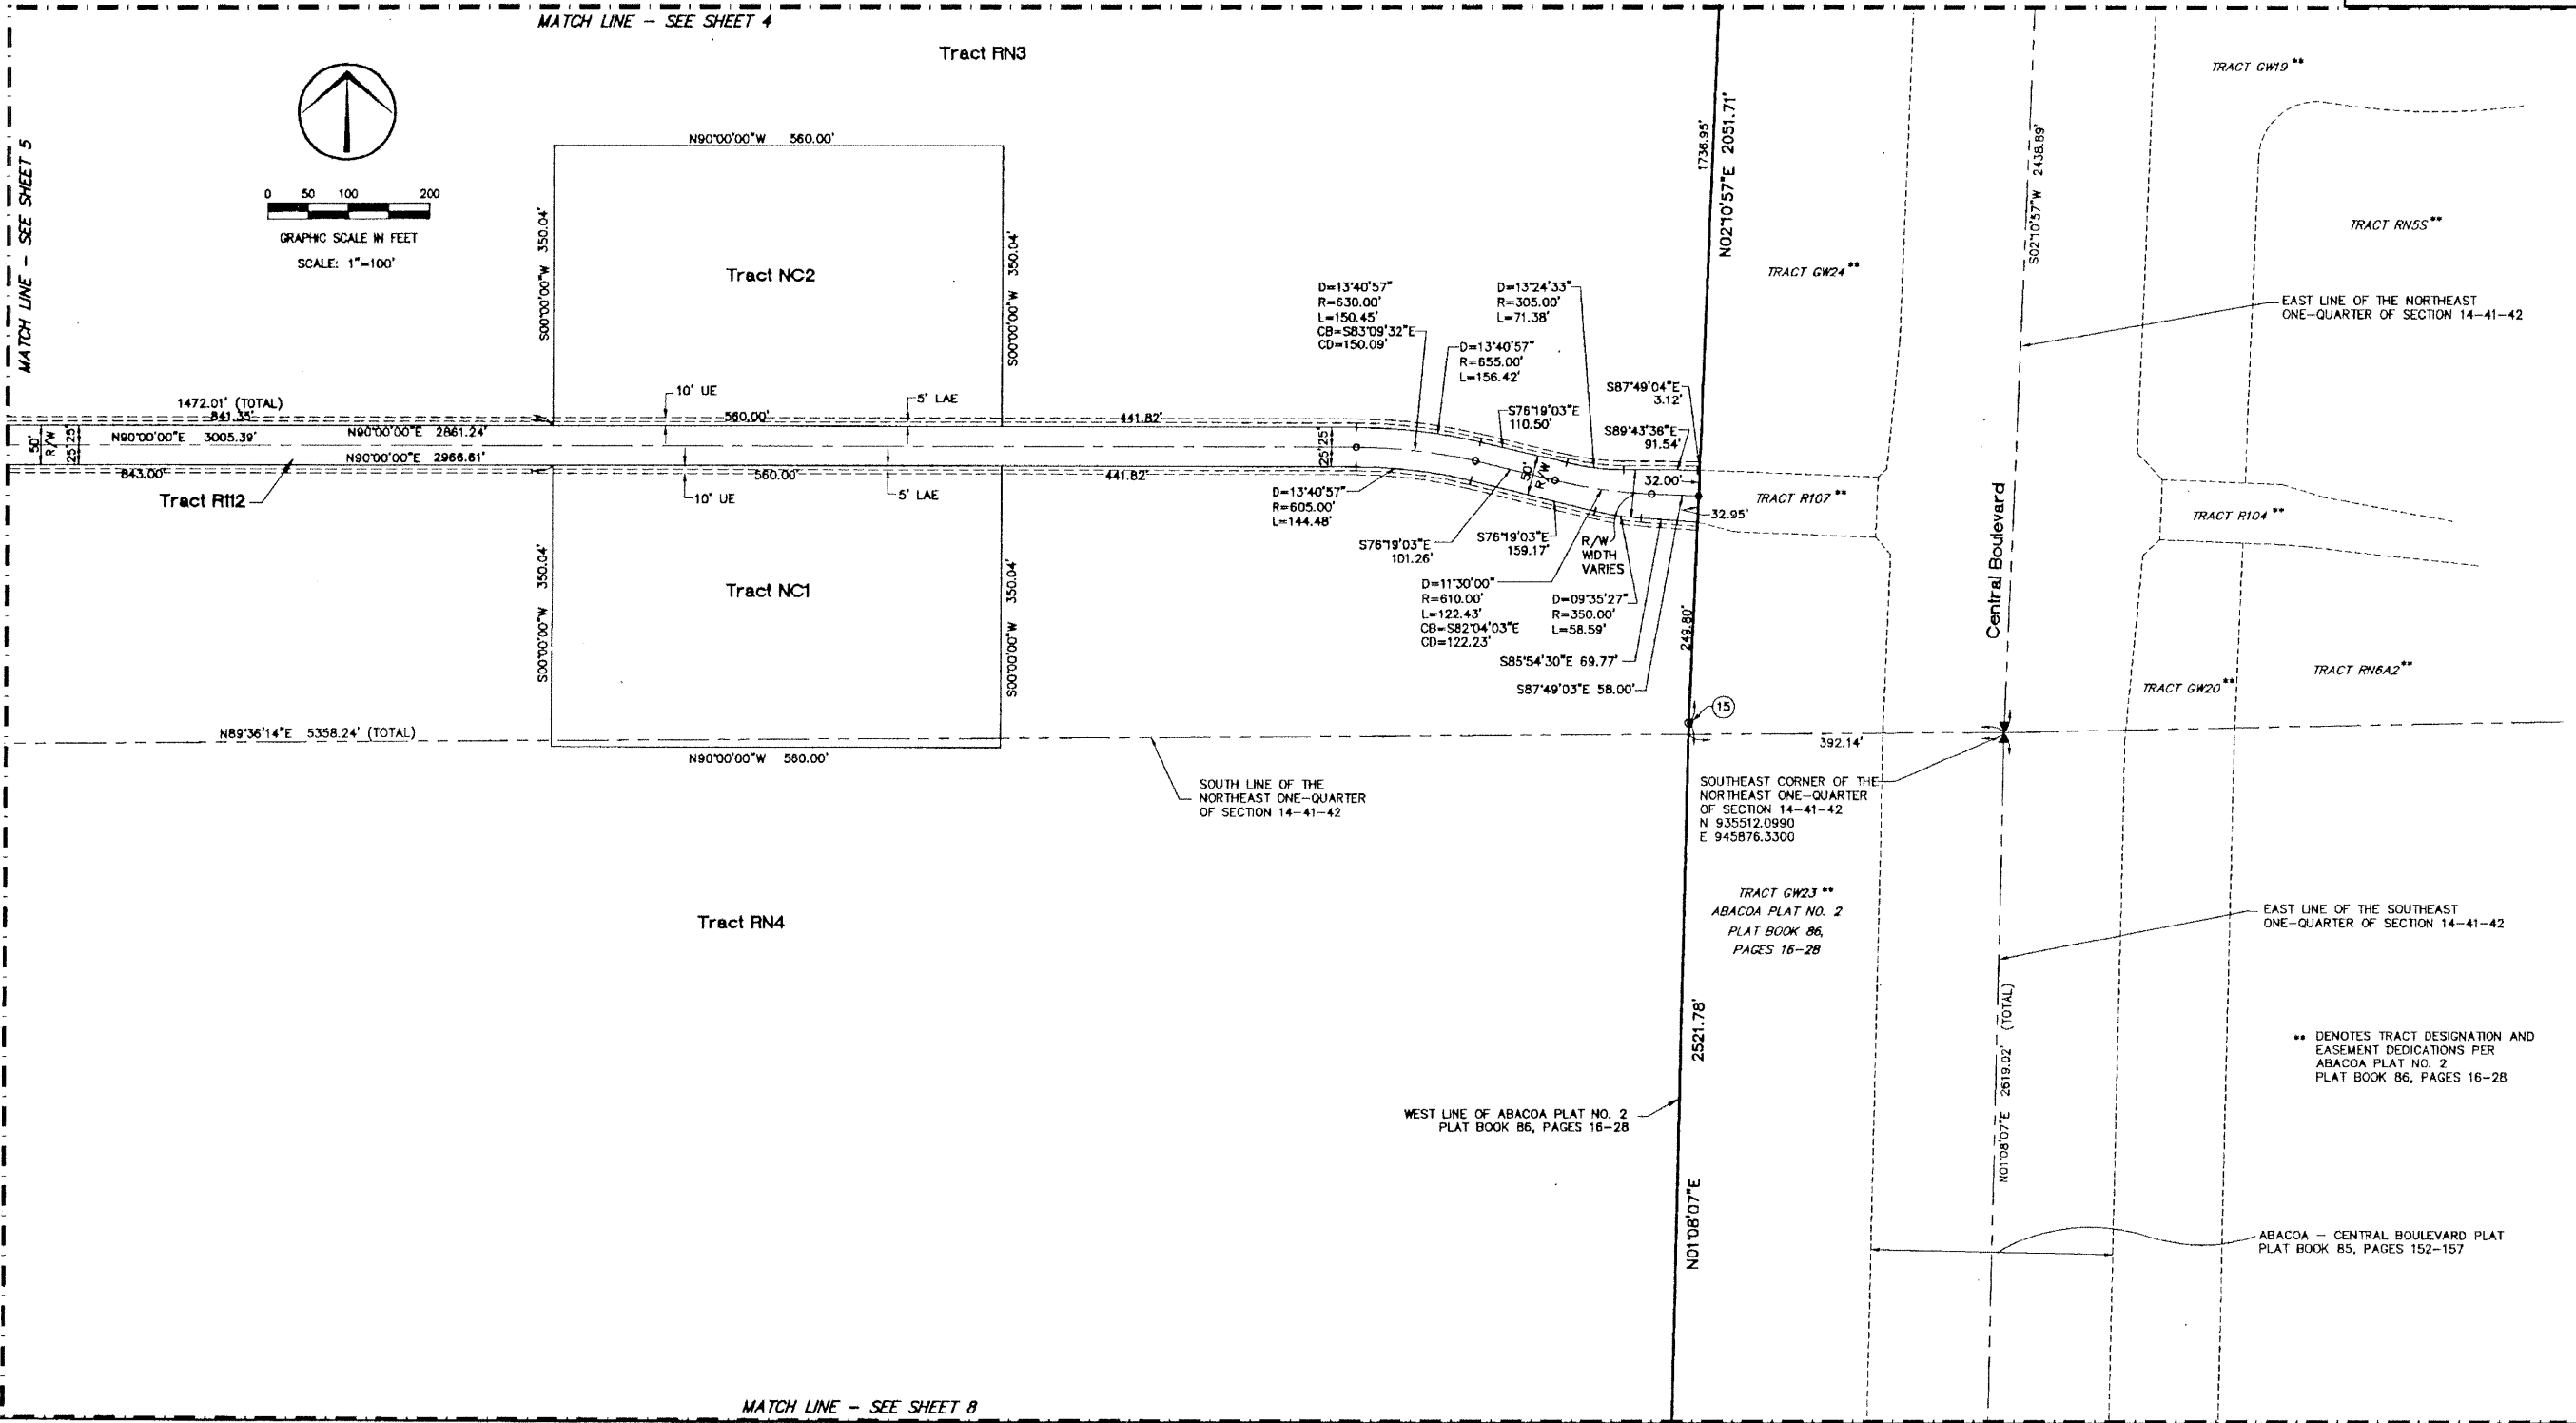 MATCH LINE - SEE SHEET 4
Tract RN3
MATCH LINE - SEE SHEET 5
0 50 100 200
GRAPHIC SCALE IN FEET
SCALE: 1"=100'
N90°00'00"W 560.00'
S00°00'00"W 350.04'
S00°00'00"W 350.04'
Tract NC2
1472.01' (TOTAL)
841.35'
10' UE
5' LAE
560.00'
441.82'
50'
R/W
25'25'
N90°00'00"E 3005.39'
N90°00'00"E 2861.24'
N90°00'00"E 2966.61'
843.00'
Tract R112
560.00'
10' UE
5' LAE
441.82'
25'25'
S00°00'00"W 350.04'
S00°00'00"W 350.04'
Tract NC1
N90°00'00"W 560.00'
N89°36'14"E 5358.24' (TOTAL)
D=13°40'57"
R=630.00'
L=150.45'
CB=S83°09'32"E
CD=150.09'
D=13°40'57"
R=655.00'
L=156.42'
D=13°24'33"
R=305.00'
L=71.38'
S76°19'03"E
110.50'
S87°49'04"E
3.12'
S89°43'36"E
91.54'
50'
R/W
32.00'
32.95'
D=13°40'57"
R=605.00'
L=144.48'
S76°19'03"E
101.26'
S76°19'03"E
159.17'
R/W
WIDTH
VARIES
D=11°30'00"
R=610.00'
L=122.43'
CB=S82°04'03"E
CD=122.23'
D=09°35'27"
R=350.00'
L=58.59'
S85°54'30"E 69.77'
S87°49'03"E 58.00'
249.80'
15
1736.95'
N02°10'57"E 2051.71'
TRACT GW24**
TRACT R107 **
S02°10'57"W 2438.89'
Central Boulevard
TRACT GW19 **
TRACT RN5S**
EAST LINE OF THE NORTHEAST
ONE-QUARTER OF SECTION 14-41-42
TRACT R104 **
TRACT GW20**
TRACT RN6A2**
392.14'
SOUTH LINE OF THE
NORTHEAST ONE-QUARTER
OF SECTION 14-41-42
SOUTHEAST CORNER OF THE
NORTHEAST ONE-QUARTER
OF SECTION 14-41-42
N 935512.0990
E 945876.3300
Tract RN4
TRACT GW23 **
ABACOA PLAT NO. 2
PLAT BOOK 86,
PAGES 16-28
EAST LINE OF THE SOUTHEAST
ONE-QUARTER OF SECTION 14-41-42
2521.78'
N01°08'07"E
N01°08'07"E 2619.02' (TOTAL)
** DENOTES TRACT DESIGNATION AND
EASEMENT DEDICATIONS PER
ABACOA PLAT NO. 2
PLAT BOOK 86, PAGES 16-28
WEST LINE OF ABACOA PLAT NO. 2
PLAT BOOK 86, PAGES 16-28
ABACOA - CENTRAL BOULEVARD PLAT
PLAT BOOK 85, PAGES 152-157
MATCH LINE - SEE SHEET 8